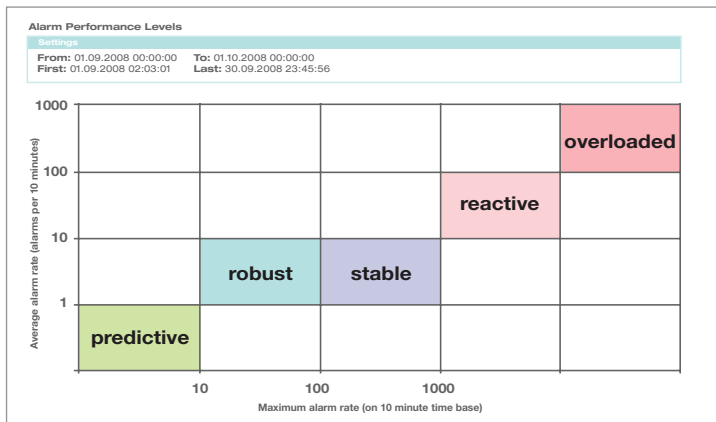 Alarm Performance Levels
Settings
From: 01.09.2008 00:00:00 To: 01.10.2008 00:00:00
First: 01.09.2008 02:03:01 Last: 30.09.2008 23:45:56
Average alarm rate (alarms per 10 minutes)
1000
overloaded
100
reactive
10
robust stable
1
predictive
10 100 1000
Maximum alarm rate (on 10 minute time base)